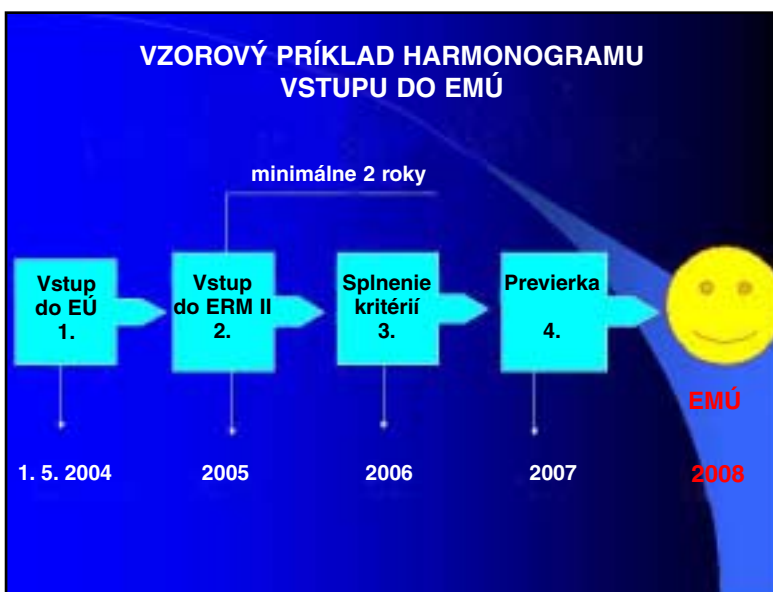 VZOROVÝ PRÍKLAD HARMONOGRAMU
VSTUPU DO EMÚ
minimálne 2 roky
Vstup
do EÚ
1.
Vstup
do ERM II
2.
Splnenie
kritérií
3.
Previerka
4.
EMÚ
1. 5. 2004
2005
2006
2007
2008